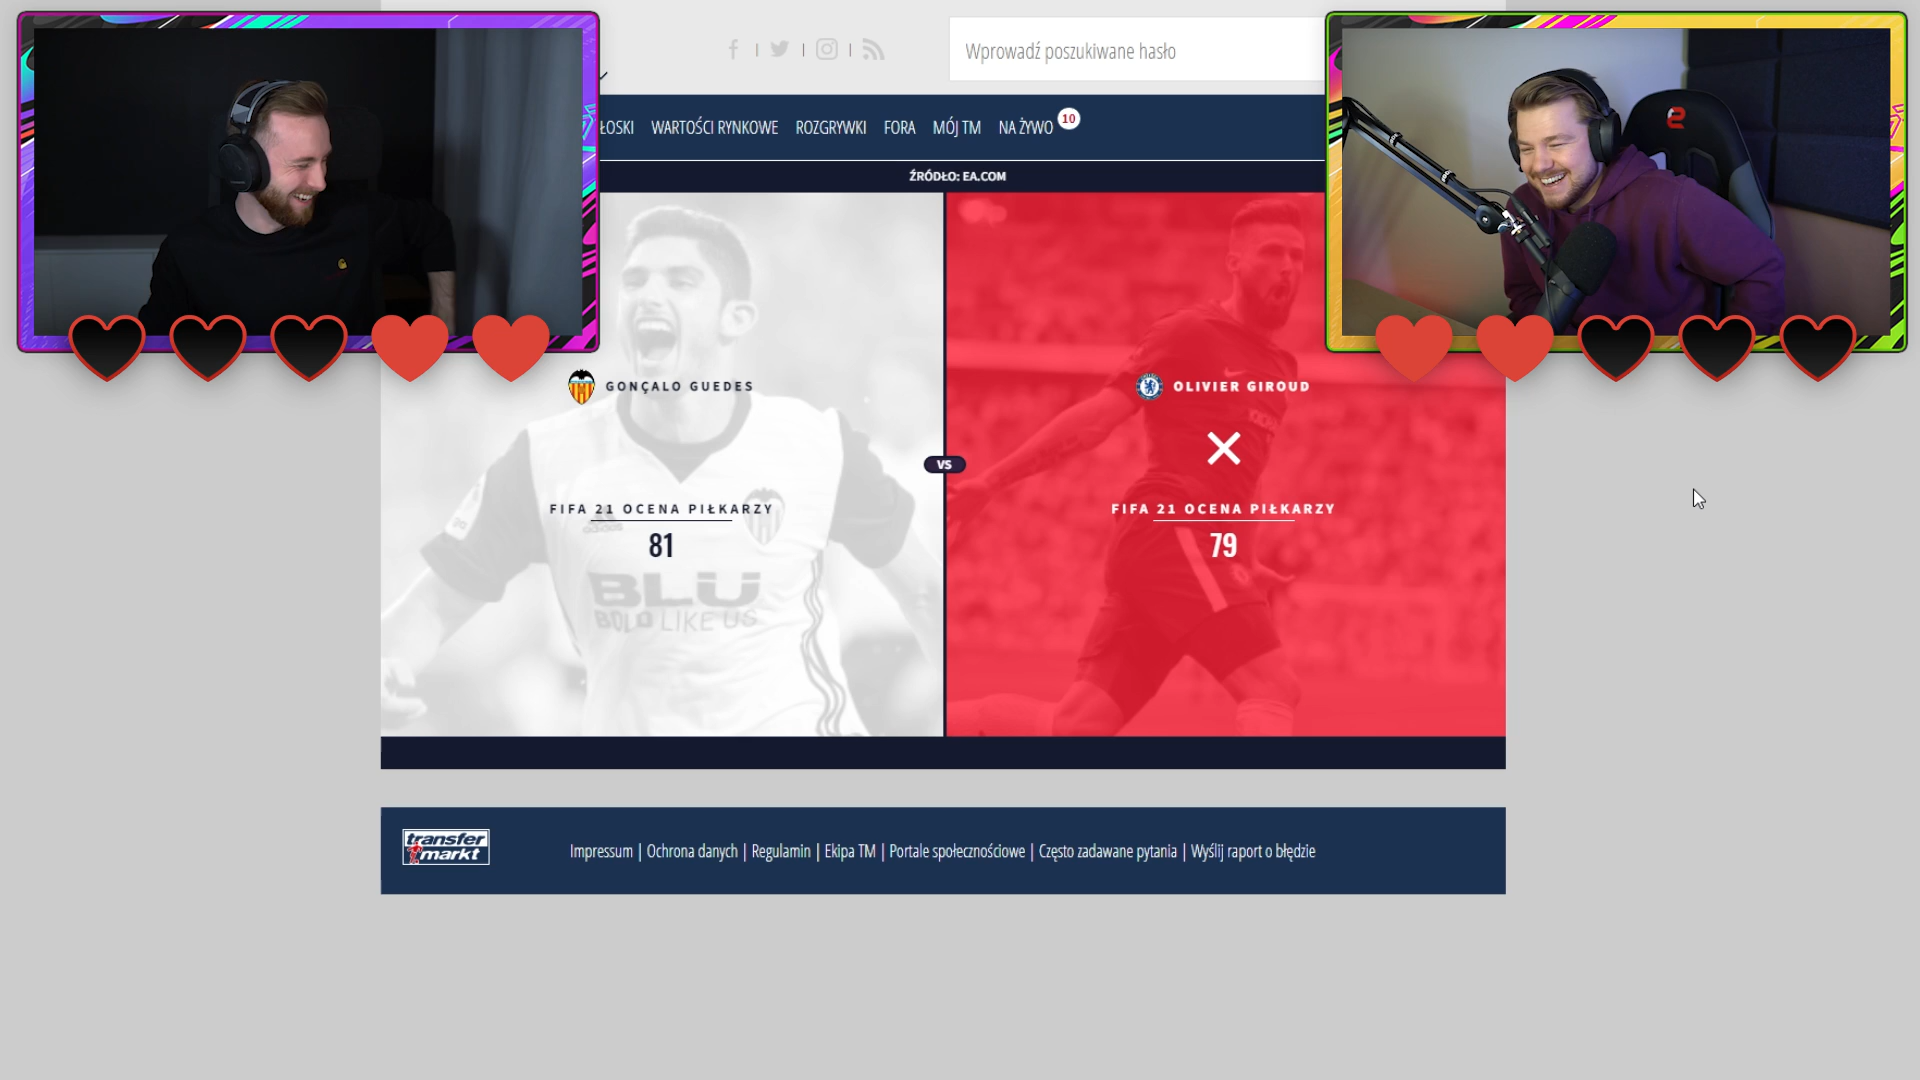 Wprowadź poszukiwane hasło
ŁOSKI WARTOŚCI RYNKOWE ROZGRYWKI FORA MÓJ TM NA ŻYWO 10
ŹRÓDŁO: EA.COM
GONÇALO GUEDES
FIFA 21 OCENA PIŁKARZY
81
adidas
BLU
BOLD LIKE US
VS
OLIVIER GIROUD
FIFA 21 OCENA PIŁKARZY
79
transfer
markt
Impressum | Ochrona danych | Regulamin | Ekipa TM | Portale społecznościowe | Często zadawane pytania | Wyślij raport o błędzie